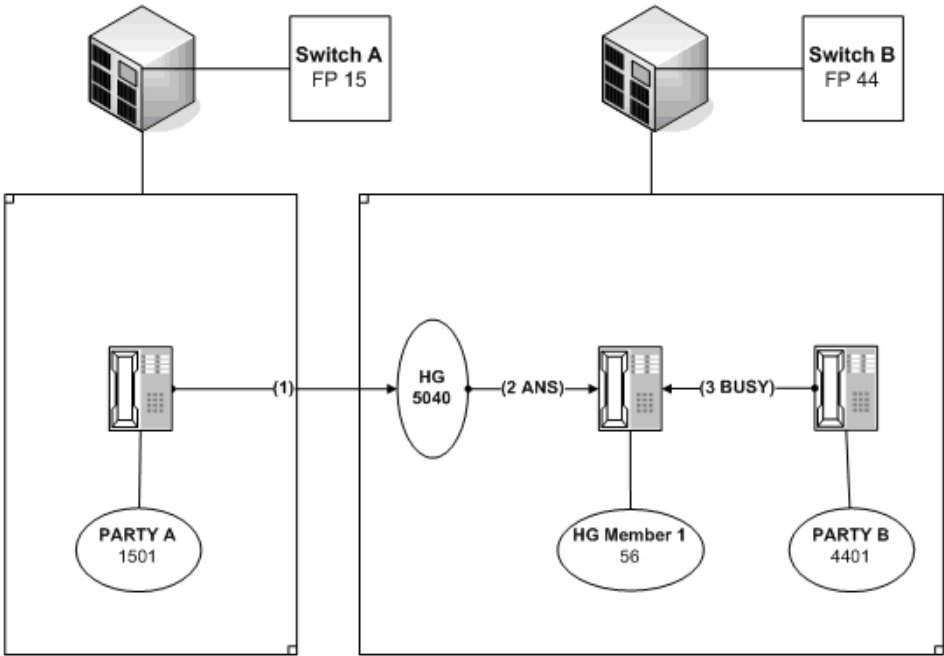 Switch A
FP 15
Switch B
FP 44
(1)
HG
5040
(2 ANS)
(3 BUSY)
PARTY A
1501
HG Member 1
56
PARTY B
4401